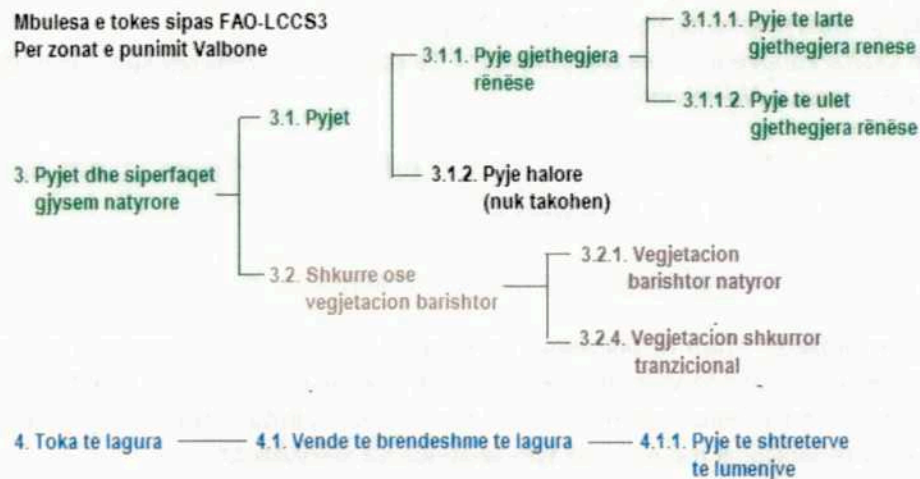 Mbulesa e tokes sipas FAO-LCCS3
Per zonat e punimit Valbone
3. Pyjet dhe siperfaqet
gjysem natyrore
3.1. Pyjet
3.1.1. Pyje gjethegjera
rënëse
3.1.1.1. Pyje te larte
gjethegjera renese
3.1.1.2. Pyje te ulet
gjethegjera rënëse
3.1.2. Pyje halore
(nuk takohen)
3.2. Shkurre ose
vegjetacion barishtor
3.2.1. Vegjetacion
barishtor natyror
3.2.4. Vegjetacion shkurror
tranzicional
4. Toka te lagura
4.1. Vende te brendeshme te lagura
4.1.1. Pyje te shtreterve
te lumenjve